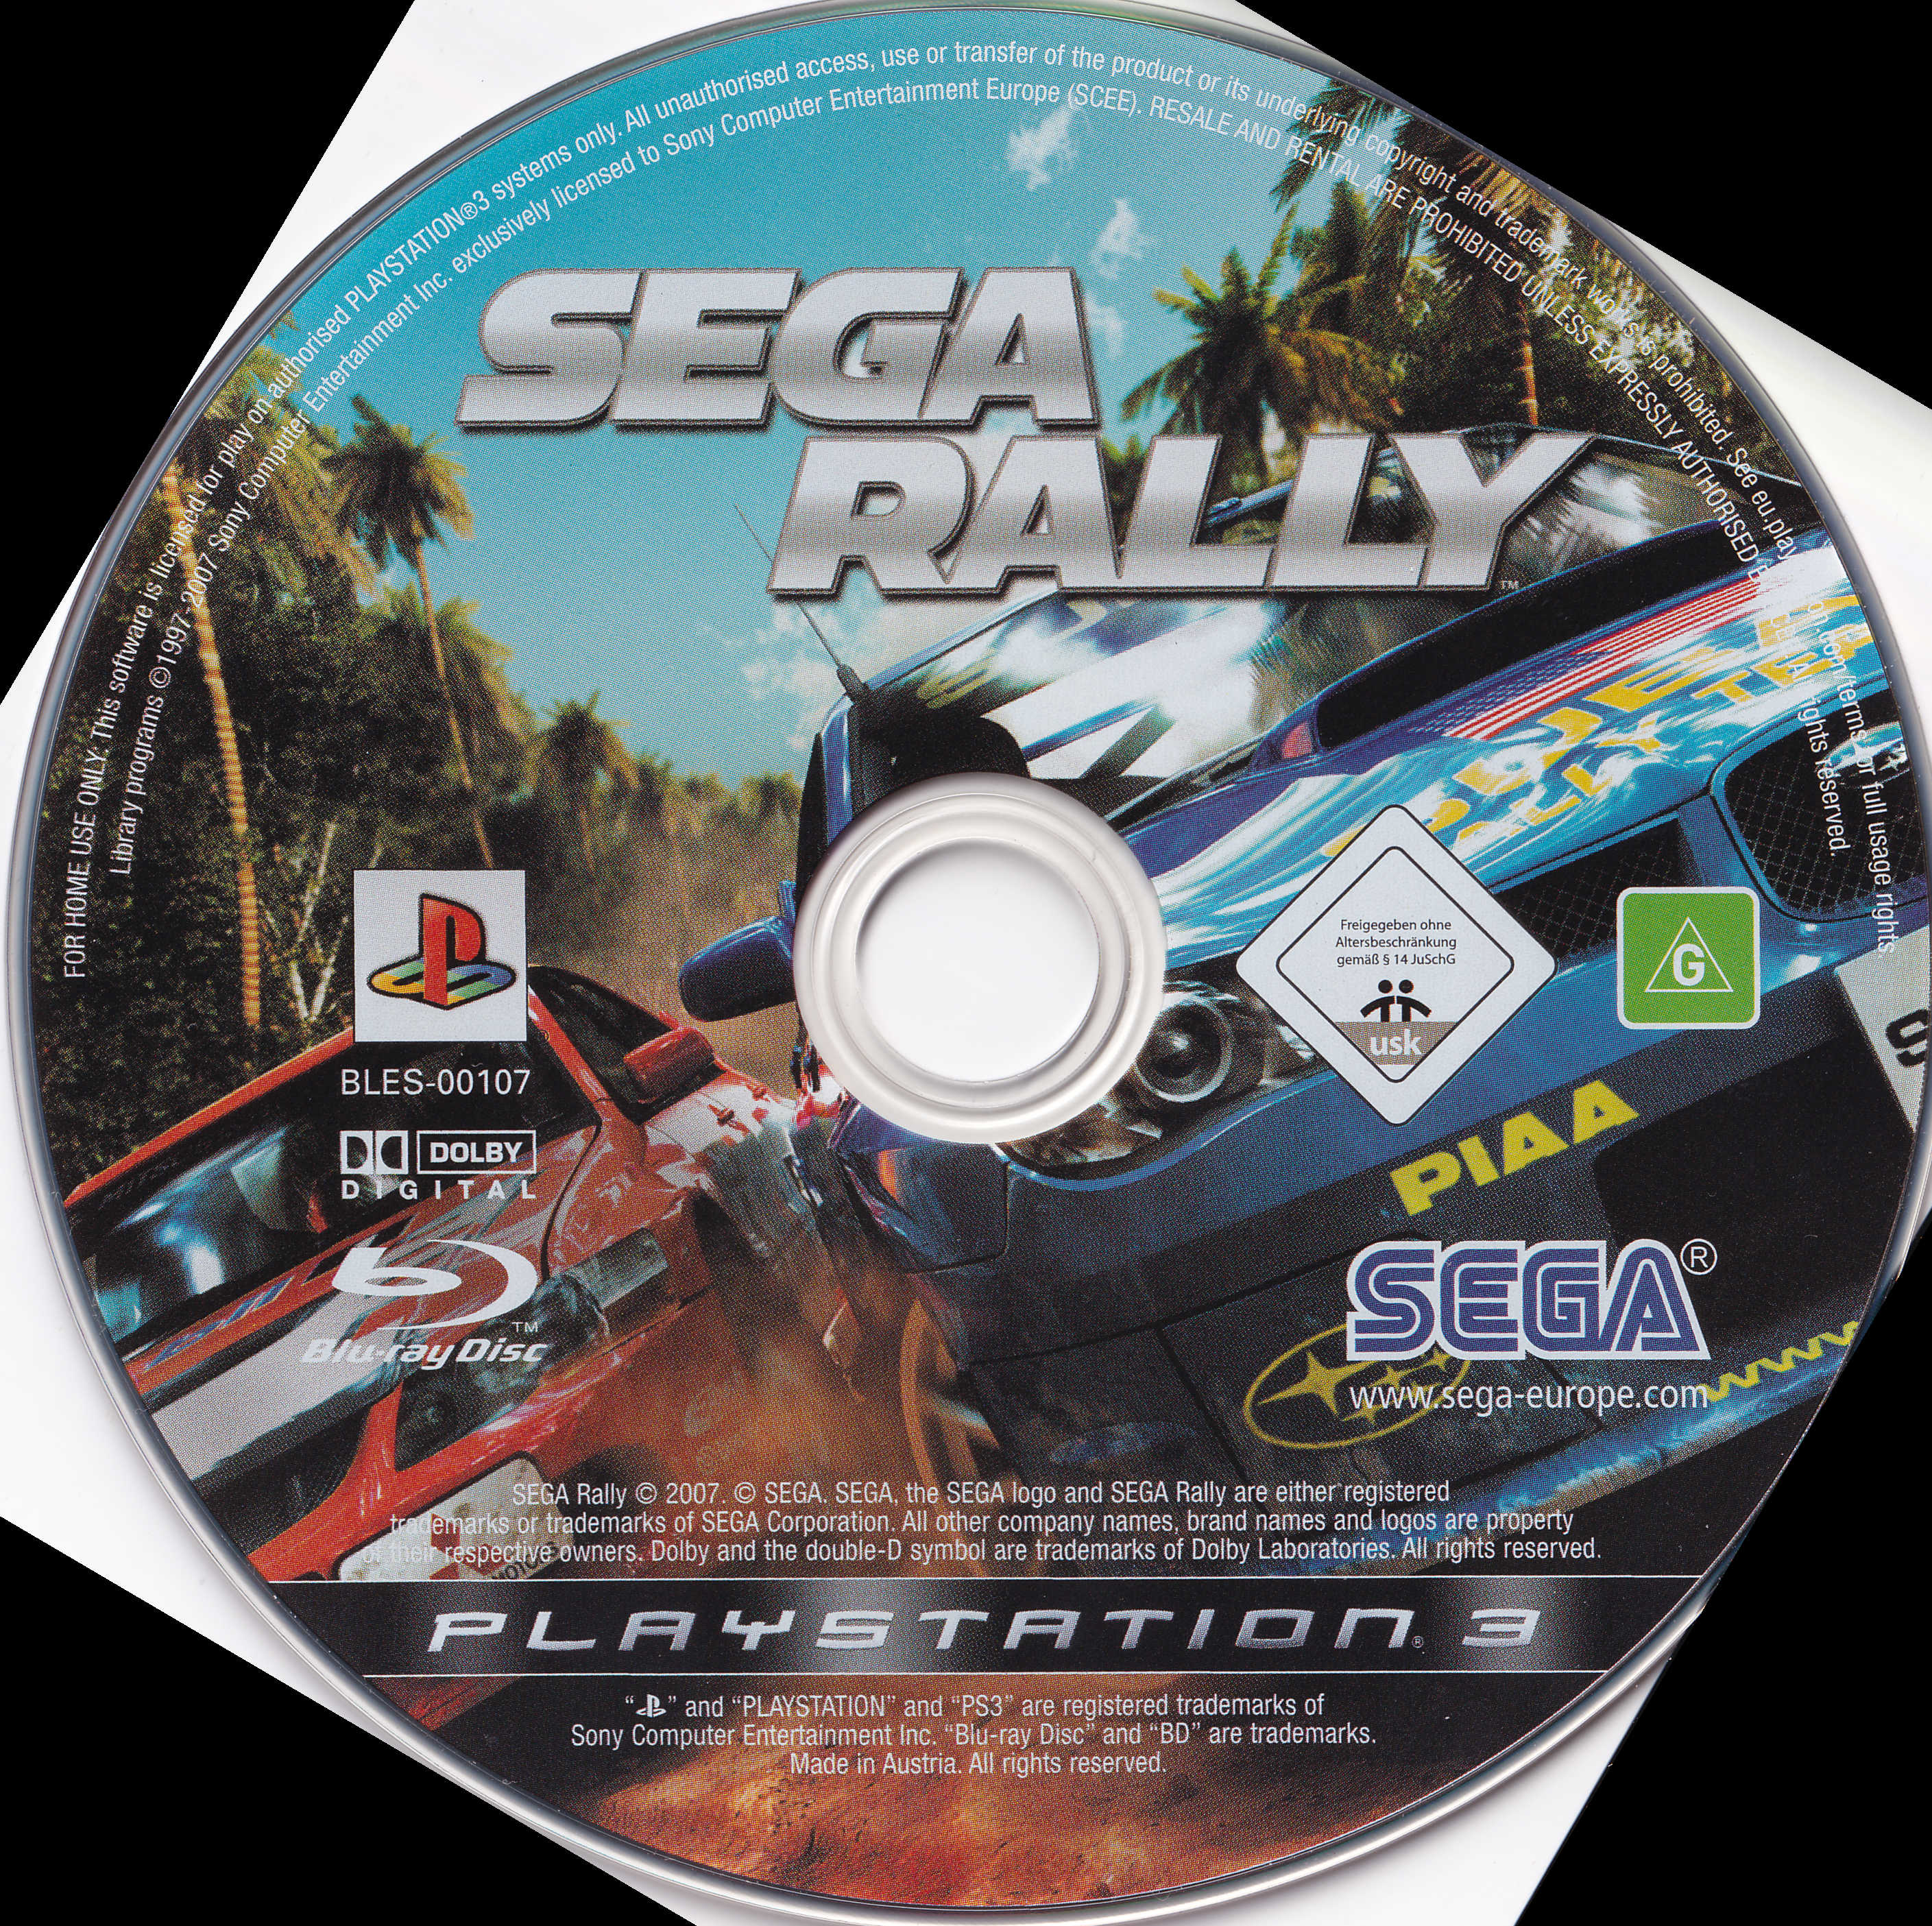 FOR HOME USE ONLY. This software is licensed for play on authorised PLAYSTATION®3 systems only. All unauthorised access, use or transfer of the product or its underlying copyright and trademark works is prohibited. See eu.playstation.com/terms for full usage rights.
Library programs ©1997-2007 Sony Computer Entertainment Inc. exclusively licensed to Sony Computer Entertainment Europe (SCEE). RESALE AND RENTAL ARE PROHIBITED UNLESS EXPRESSLY AUTHORISED All rights reserved.
SEGA
RALLY™
RALLY
Freigegeben ohne
Altersbeschränkung
gemäß § 14 JuSchG
usk
G
BLES-00107
DOLBY
DIGITAL
PIAA
Blu-ray Disc™
SEGA®
www.sega-europe.com
SEGA Rally © 2007. © SEGA. SEGA, the SEGA logo and SEGA Rally are either registered
trademarks or trademarks of SEGA Corporation. All other company names, brand names and logos are property
of their respective owners. Dolby and the double-D symbol are trademarks of Dolby Laboratories. All rights reserved.
PLAYSTATION® 3
“ ” and “PLAYSTATION” and “PS3” are registered trademarks of
Sony Computer Entertainment Inc. “Blu-ray Disc” and “BD” are trademarks.
Made in Austria. All rights reserved.